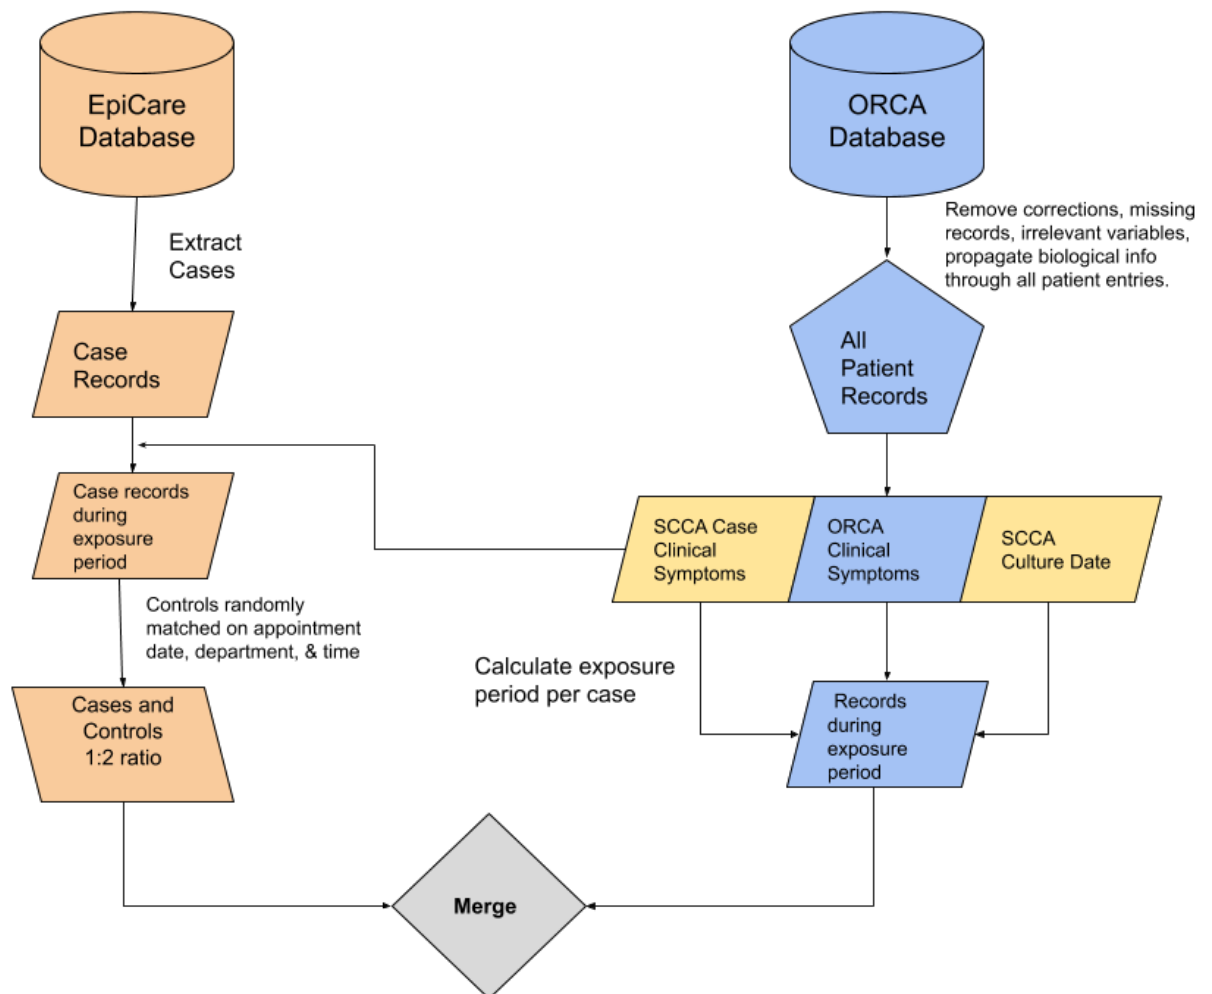 EpiCare
Database
ORCA
Database
Extract
Cases
Remove corrections, missing
records, irrelevant variables,
propagate biological info
through all patient entries.
Case
Records
All
Patient
Records
Case records
during
exposure
period
SCCA Case
Clinical
Symptoms
ORCA
Clinical
Symptoms
SCCA
Culture Date
Controls randomly
matched on appointment
date, department, & time
Calculate exposure
period per case
Cases and
Controls
1:2 ratio
Records
during
exposure
period
Merge